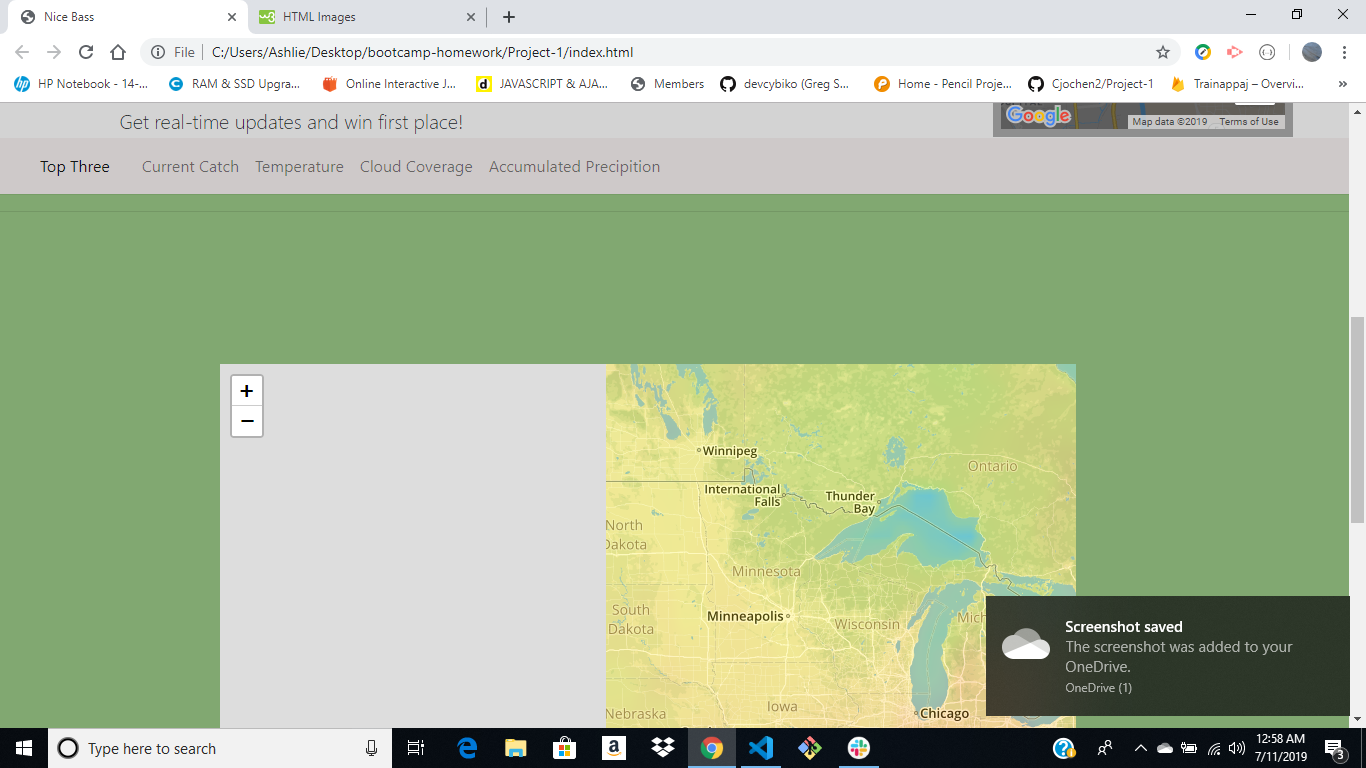 Nice Bass
HTML Images
File
C:/Users/Ashlie/Desktop/bootcamp-homework/Project-1/index.html
HP Notebook - 14-...
RAM & SSD Upgra...
Online Interactive J...
JAVASCRIPT & AJA...
Members
devcybiko (Greg S...
Home - Pencil Proje...
Cjochen2/Project-1
Trainappaj – Overvi...
»
Get real-time updates and win first place!
Google
Map data ©2019
Terms of Use
Top Three
Current Catch
Temperature
Cloud Coverage
Accumulated Precipition
+
−
Winnipeg
Ontario
International
Falls
Thunder
Bay
North
Dakota
Minnesota
South
Dakota
Minneapolis
Wisconsin
Mich
Iowa
Nebraska
Chicago
Screenshot saved
The screenshot was added to your
OneDrive.
OneDrive (1)
Type here to search
12:58 AM
7/11/2019
3